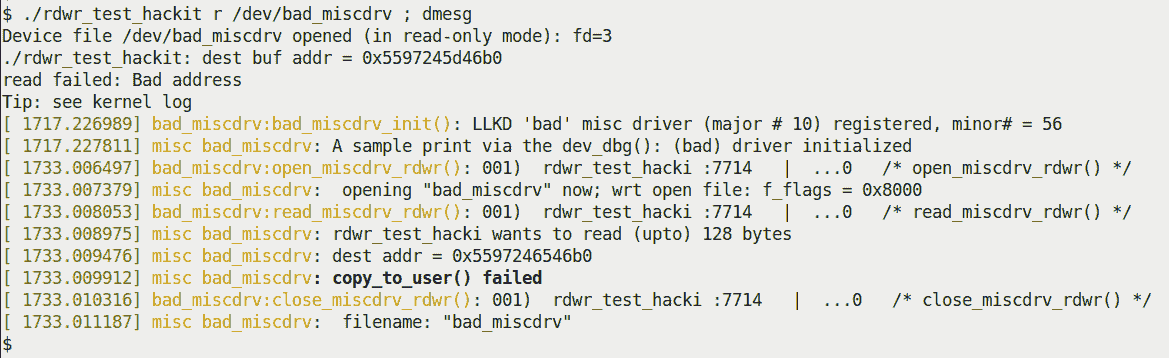 $ ./rdwr_test_hackit r /dev/bad_miscdrv ; dmesg
Device file /dev/bad_miscdrv opened (in read-only mode): fd=3
./rdwr_test_hackit: dest buf addr = 0x5597245d46b0
read failed: Bad address
Tip: see kernel log
[ 1717.226989] bad_miscdrv:bad_miscdrv_init(): LLKD 'bad' misc driver (major # 10) registered, minor# = 56
[ 1717.227811] misc bad_miscdrv: A sample print via the dev_dbg(): (bad) driver initialized
[ 1733.006497] bad_miscdrv:open_miscdrv_rdwr(): 001)  rdwr_test_hacki :7714   |  ...0   /* open_miscdrv_rdwr() */
[ 1733.007379] misc bad_miscdrv:  opening "bad_miscdrv" now; wrt open file: f_flags = 0x8000
[ 1733.008053] bad_miscdrv:read_miscdrv_rdwr(): 001)  rdwr_test_hacki :7714   |  ...0   /* read_miscdrv_rdwr() */
[ 1733.008975] misc bad_miscdrv: rdwr_test_hacki wants to read (upto) 128 bytes
[ 1733.009476] misc bad_miscdrv: dest addr = 0x5597246546b0
[ 1733.009912] misc bad_miscdrv: copy_to_user() failed
[ 1733.010316] bad_miscdrv:close_miscdrv_rdwr(): 001)  rdwr_test_hacki :7714   |  ...0   /* close_miscdrv_rdwr() */
[ 1733.011187] misc bad_miscdrv:  filename: "bad_miscdrv"
$